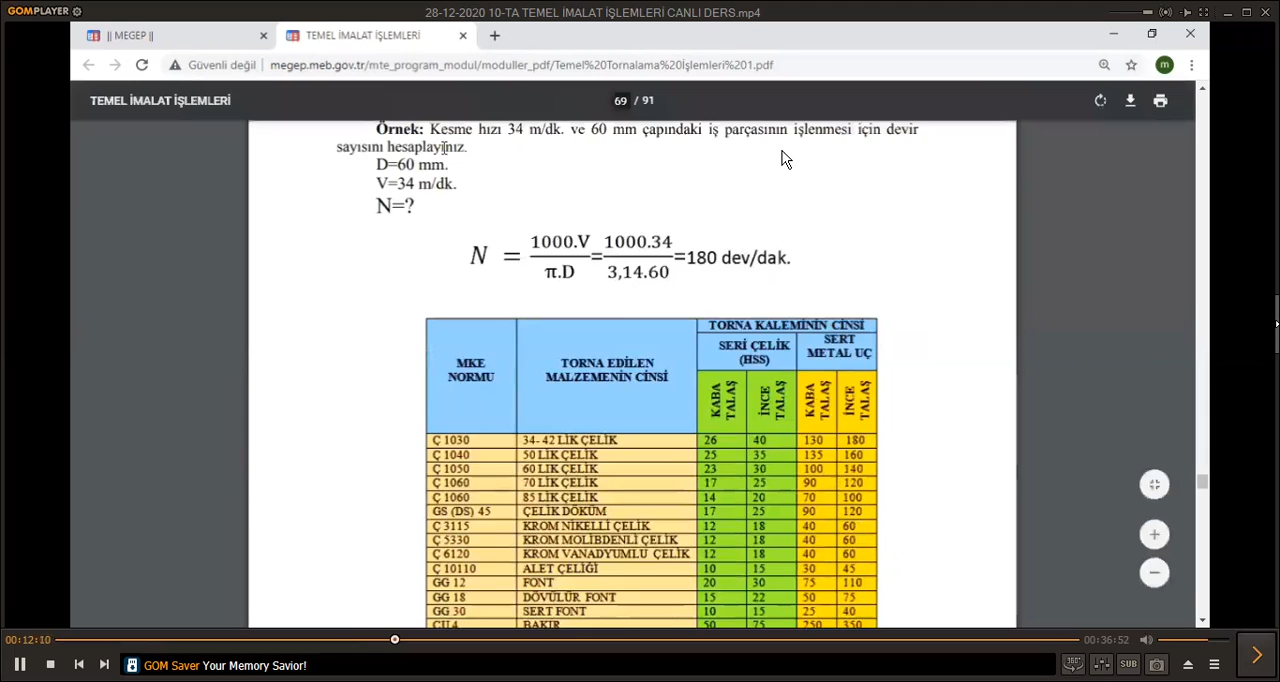 GOMPLAYER
28-12-2020 10-TA TEMEL İMALAT İŞLEMLERİ CANLI DERS.mp4
|| MEGEP ||
TEMEL İMALAT İŞLEMLERİ
Güvenli değil | megep.meb.gov.tr/mte_program_modul/moduller_pdf/Temel%20Tornalama%20İşlemleri%201.pdf
m
TEMEL İMALAT İŞLEMLERİ
69 / 91
Örnek: Kesme hızı 34 m/dk. ve 60 mm çapındaki iş parçasının işlenmesi için devir
sayısını hesaplayınız.
D=60 mm.
V=34 m/dk.
N=?
N = 1000.V/π.D = 1000.34/3,14.60 =180 dev/dak.
TORNA KALEMİNİN CİNSİ
MKE NORMU
TORNA EDİLEN MALZEMENİN CİNSİ
SERİ ÇELİK (HSS)
SERT METAL UÇ
KABA TALAŞ
İNCE TALAŞ
KABA TALAŞ
İNCE TALAŞ
Ç 1030 34- 42 LİK ÇELİK 26 40 130 180
Ç 1040 50 LİK ÇELİK 25 35 135 160
Ç 1050 60 LİK ÇELİK 23 30 100 140
Ç 1060 70 LİK ÇELİK 17 25 90 120
Ç 1060 85 LİK ÇELİK 14 20 70 100
GS (DS) 45 ÇELİK DÖKÜM 17 25 90 120
Ç 3115 KROM NİKELLİ ÇELİK 12 18 40 60
Ç 5330 KROM MOLİBDENLİ ÇELİK 12 18 40 60
Ç 6120 KROM VANADYUMLU ÇELİK 12 18 40 60
Ç 10110 ALET ÇELİĞİ 10 15 30 45
GG 12 FONT 20 30 75 110
GG 18 DÖVÜLÜR FONT 15 22 50 75
GG 30 SERT FONT 10 15 25 40
CU 4 BAKIR 50 75 250 350
00:12:10
00:36:52
GOM Saver Your Memory Savior!
360°
SUB